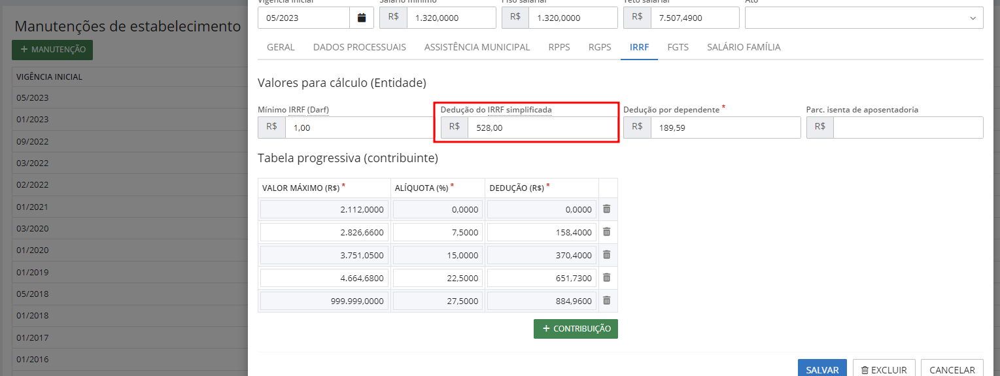 Vigência inicial Salário mínimo Piso salarial Teto salarial Ato
05/2023 R$ 1.320,0000 R$ 1.320,0000 R$ 7.507,4900
Manutenções de estabelecimento
+ MANUTENÇÃO
GERAL DADOS PROCESSUAIS ASSISTÊNCIA MUNICIPAL RPPS RGPS IRRF FGTS SALÁRIO FAMÍLIA
VIGÊNCIA INICIAL
05/2023
01/2023
09/2022
03/2022
02/2022
01/2021
03/2020
01/2020
01/2019
05/2018
01/2018
01/2017
01/2016
Valores para cálculo (Entidade)
Mínimo IRRF (Darf) Dedução do IRRF simplificada Dedução por dependente * Parc. isenta de aposentadoria
R$ 1,00 R$ 528,00 R$ 189,59 R$
Tabela progressiva (contribuinte)
VALOR MÁXIMO (R$) * ALÍQUOTA (%) * DEDUÇÃO (R$) *
2.112,0000 0,0000 0,0000
2.826,6600 7,5000 158,4000
3.751,0500 15,0000 370,4000
4.664,6800 22,5000 651,7300
999.999,0000 27,5000 884,9600
+ CONTRIBUIÇÃO
SALVAR EXCLUIR CANCELAR